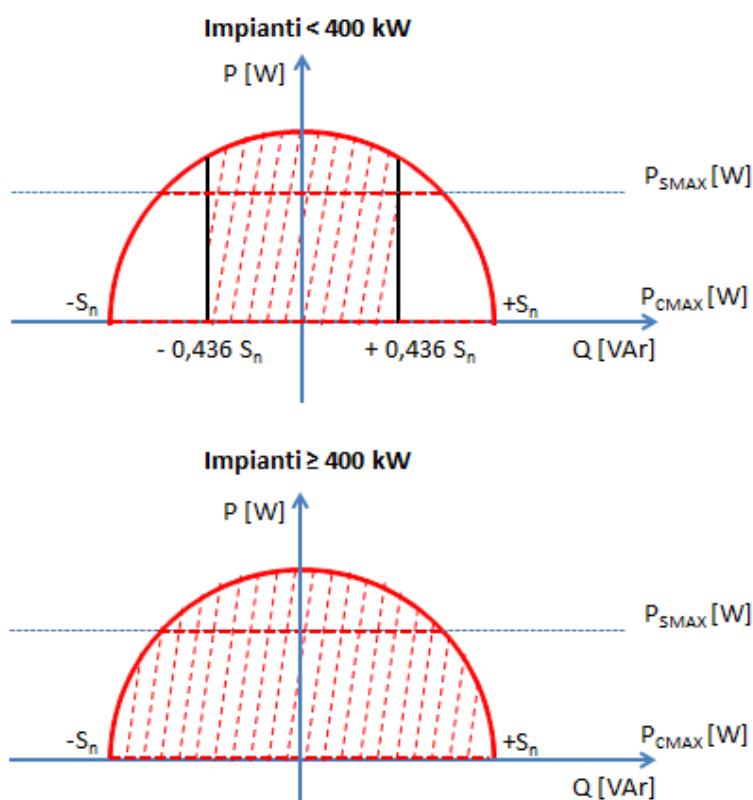 Impianti < 400 kW
P [W]
P_SMAX [W]
-S_n
+S_n
P_CMAX [W]
- 0,436 S_n
+ 0,436 S_n
Q [VAr]
Impianti ≥ 400 kW
P [W]
P_SMAX [W]
-S_n
+S_n
P_CMAX [W]
Q [VAr]